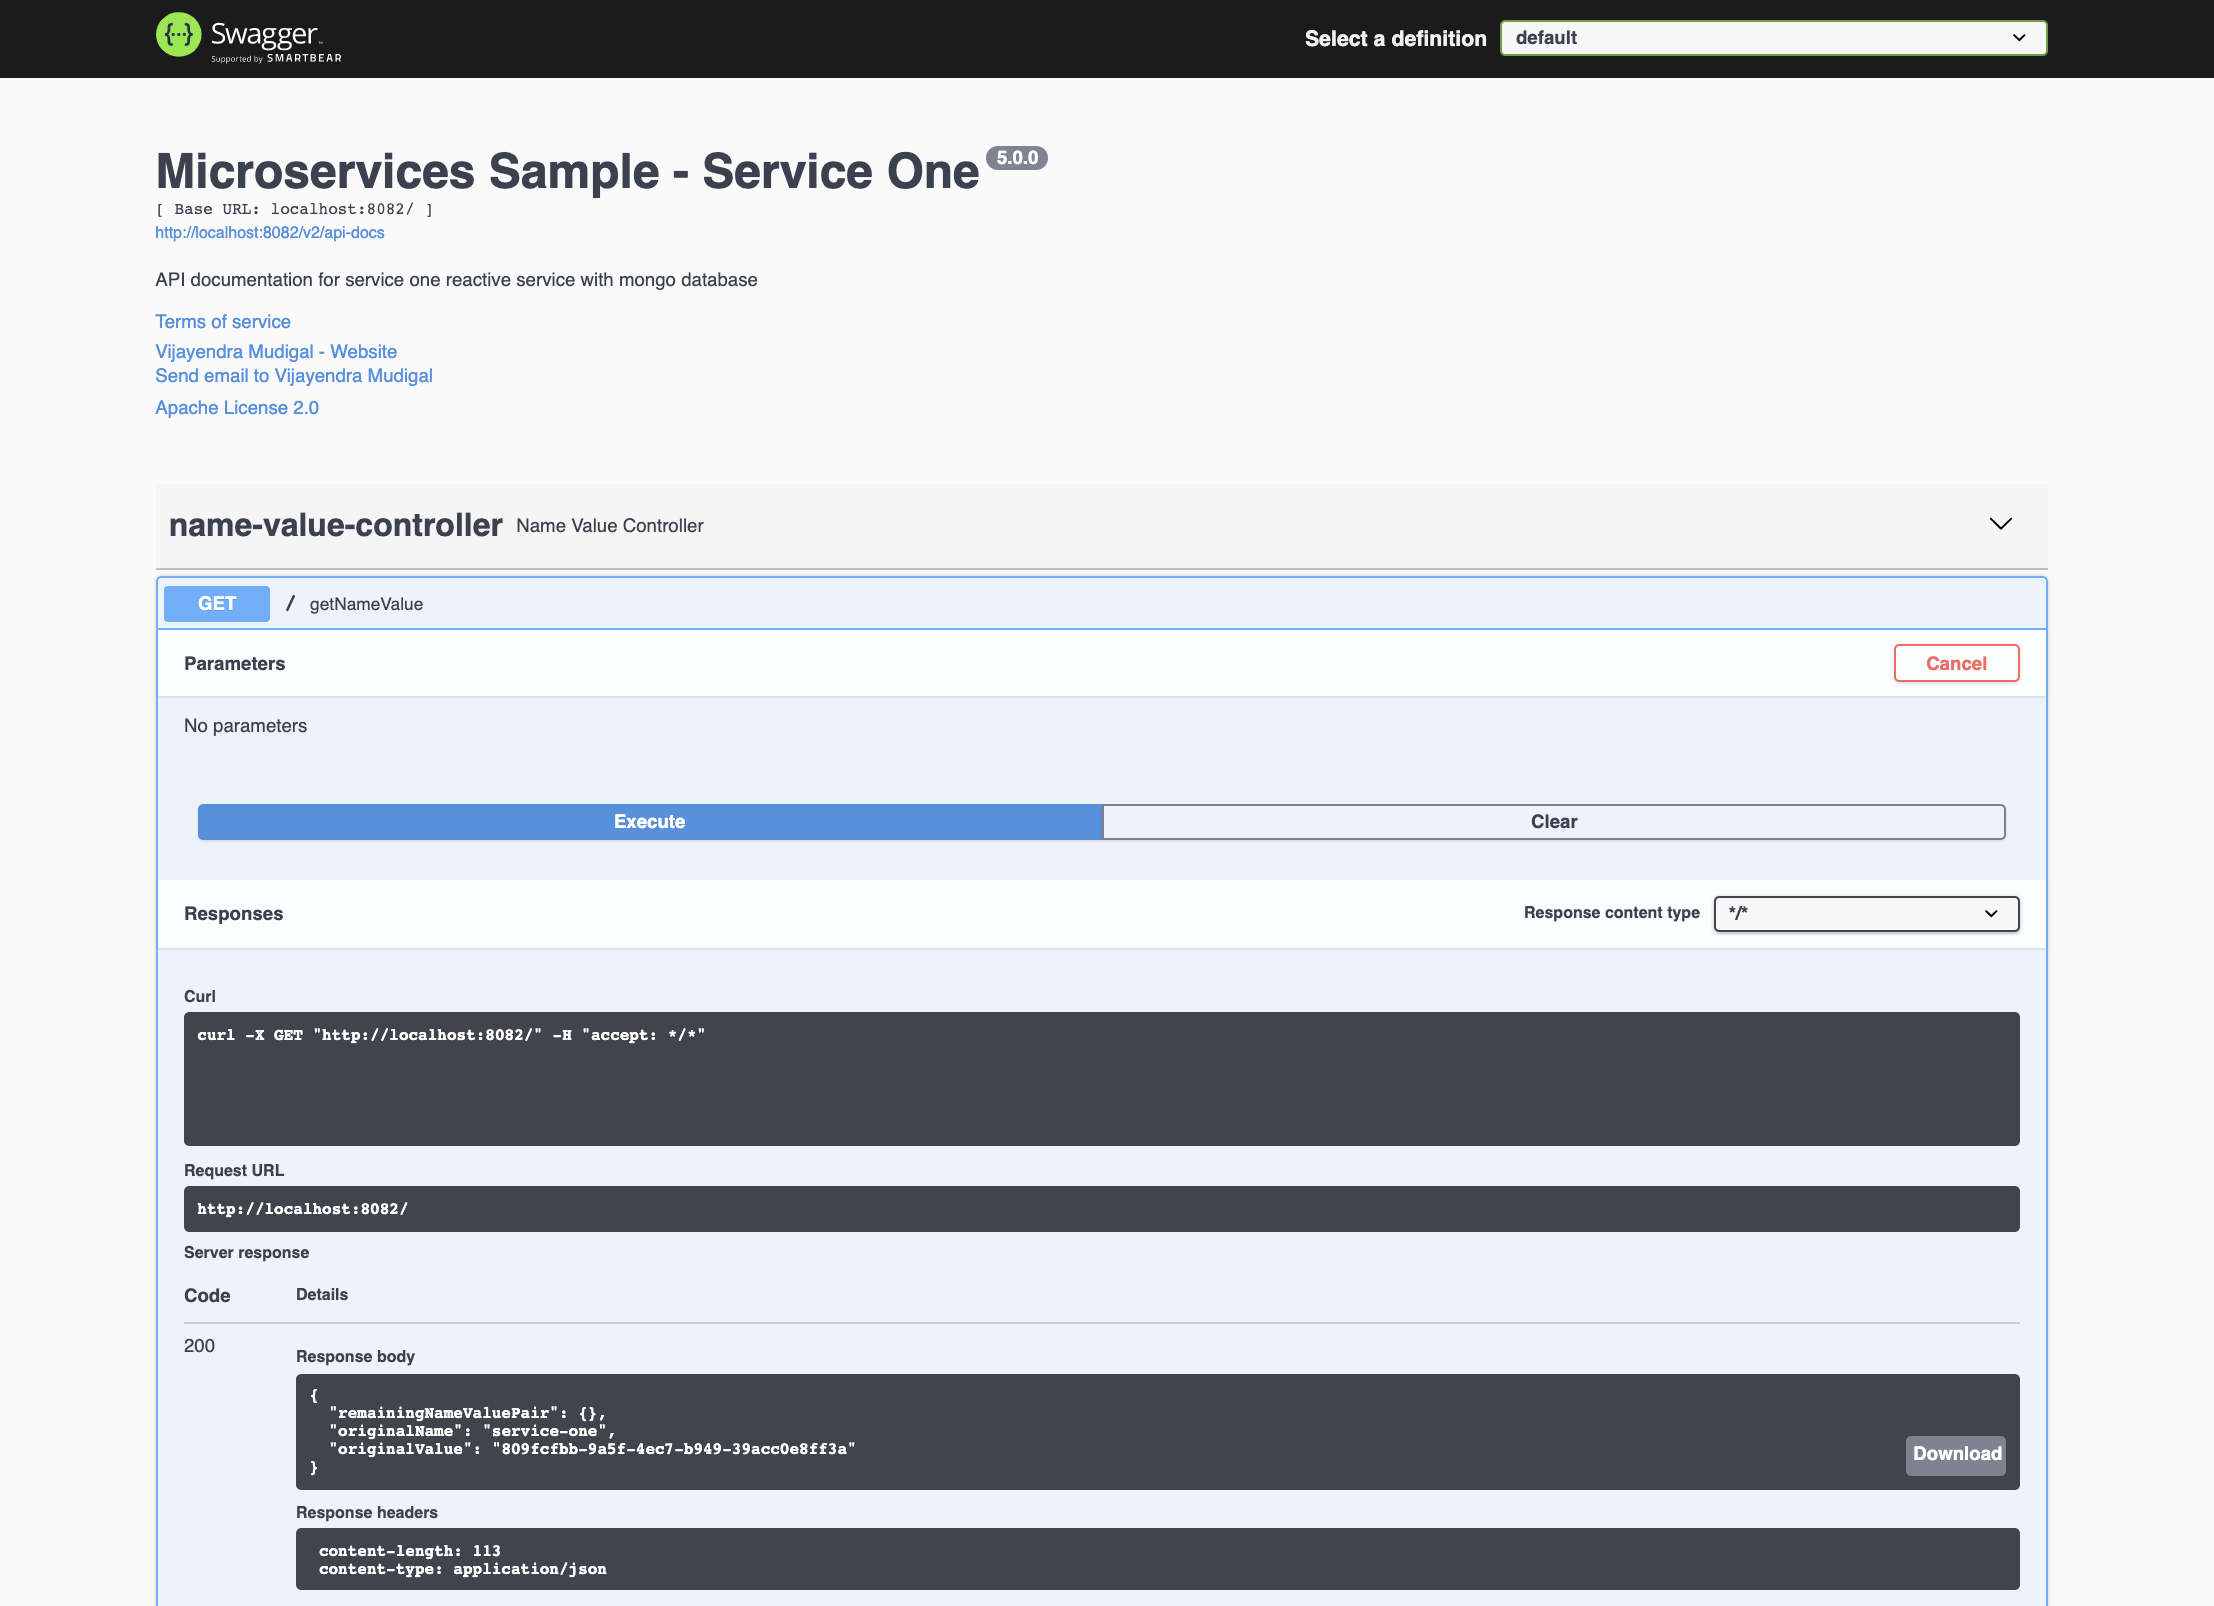 {···} Swagger™
Supported by SMARTBEAR
Select a definition
default
Microservices Sample - Service One 5.0.0
[ Base URL: localhost:8082/ ]
http://localhost:8082/v2/api-docs
API documentation for service one reactive service with mongo database
Terms of service
Vijayendra Mudigal - Website
Send email to Vijayendra Mudigal
Apache License 2.0
name-value-controller Name Value Controller
GET / getNameValue
Parameters
Cancel
No parameters
Execute
Clear
Responses
Response content type
*/*
Curl
curl -X GET "http://localhost:8082/" -H "accept: */*"
Request URL
http://localhost:8082/
Server response
Code Details
200
Response body
{
  "remainingNameValuePair": {},
  "originalName": "service-one",
  "originalValue": "809fcfbb-9a5f-4ec7-b949-39acc0e8ff3a"
}
Download
Response headers
content-length: 113
content-type: application/json